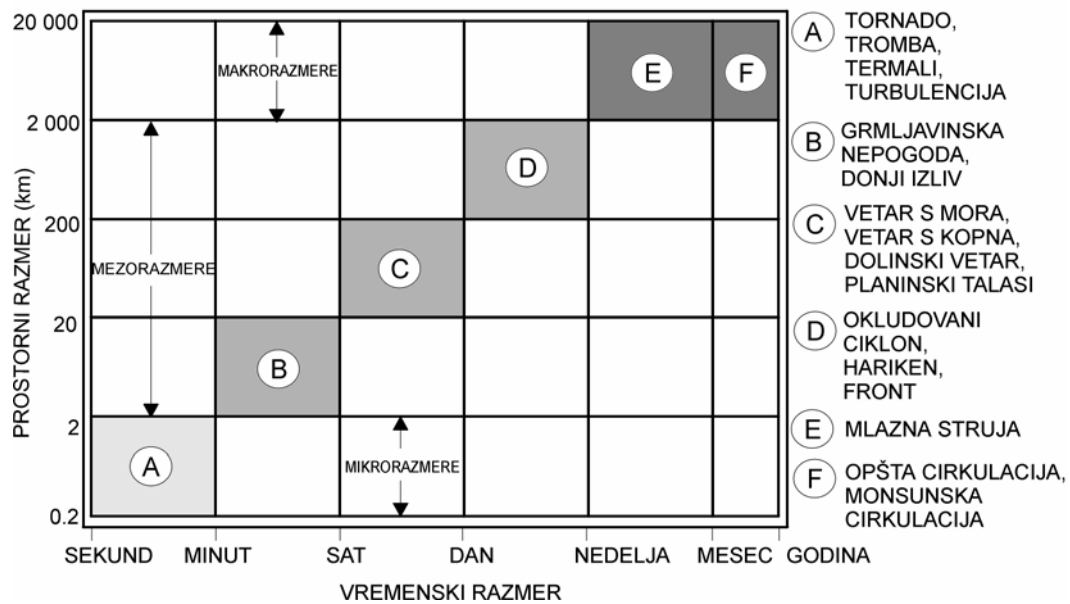 PROSTORNI RAZMER (km)
20 000
2 000
200
20
2
0.2
MAKRORAZMERE
MEZORAZMERE
MIKRORAZMERE
E
F
D
C
B
A
SEKUND
MINUT
SAT
DAN
NEDELJA
MESEC
GODINA
VREMENSKI RAZMER
A TORNADO,
TROMBA,
TERMALI,
TURBULENCIJA
B GRMLJAVINSKA
NEPOGODA,
DONJI IZLIV
C VETAR S MORA,
VETAR S KOPNA,
DOLINSKI VETAR,
PLANINSKI TALASI
D OKLUDOVANI
CIKLON,
HARIKEN,
FRONT
E MLAZNA STRUJA
F OPŠTA CIRKULACIJA,
MONSUNSKA
CIRKULACIJA